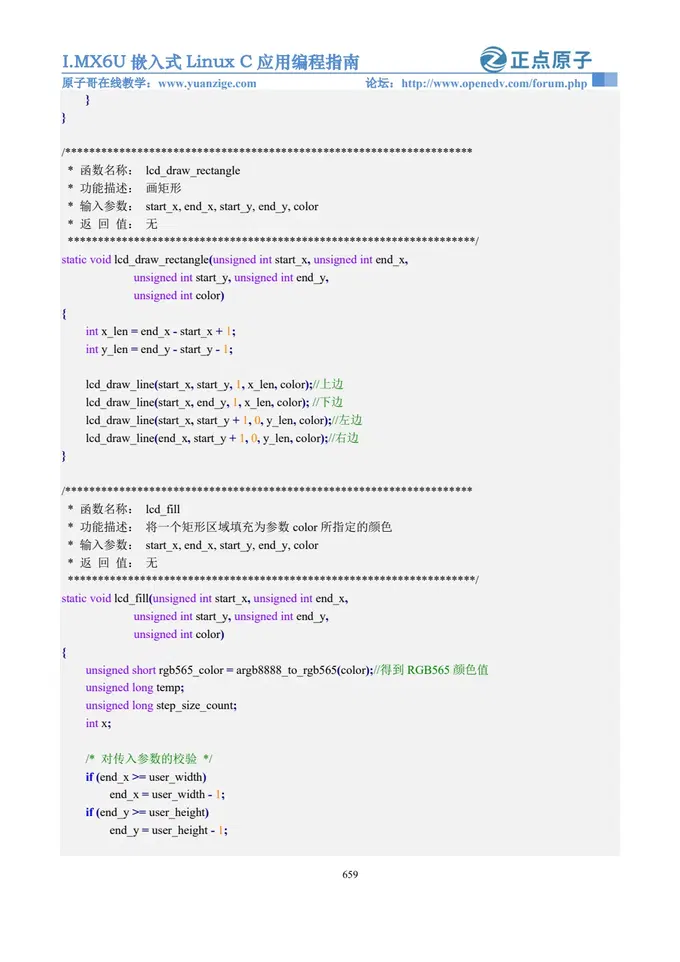 I.MX6U 嵌入式 Linux C 应用编程指南
正点原子
原子哥在线教学：www.yuanzige.com 论坛：http://www.openedv.com/forum.php
}
}
/********************************************************************
* 函数名称： lcd_draw_rectangle
* 功能描述： 画矩形
* 输入参数： start_x, end_x, start_y, end_y, color
* 返 回 值： 无
********************************************************************/
static void lcd_draw_rectangle(unsigned int start_x, unsigned int end_x,
unsigned int start_y, unsigned int end_y,
unsigned int color)
{
int x_len = end_x - start_x + 1;
int y_len = end_y - start_y - 1;
lcd_draw_line(start_x, start_y, 1, x_len, color);//上边
lcd_draw_line(start_x, end_y, 1, x_len, color); //下边
lcd_draw_line(start_x, start_y + 1, 0, y_len, color);//左边
lcd_draw_line(end_x, start_y + 1, 0, y_len, color);//右边
}
/********************************************************************
* 函数名称： lcd_fill
* 功能描述： 将一个矩形区域填充为参数 color 所指定的颜色
* 输入参数： start_x, end_x, start_y, end_y, color
* 返 回 值： 无
********************************************************************/
static void lcd_fill(unsigned int start_x, unsigned int end_x,
unsigned int start_y, unsigned int end_y,
unsigned int color)
{
unsigned short rgb565_color = argb8888_to_rgb565(color);//得到 RGB565 颜色值
unsigned long temp;
unsigned long step_size_count;
int x;
/* 对传入参数的校验 */
if (end_x >= user_width)
end_x = user_width - 1;
if (end_y >= user_height)
end_y = user_height - 1;
659